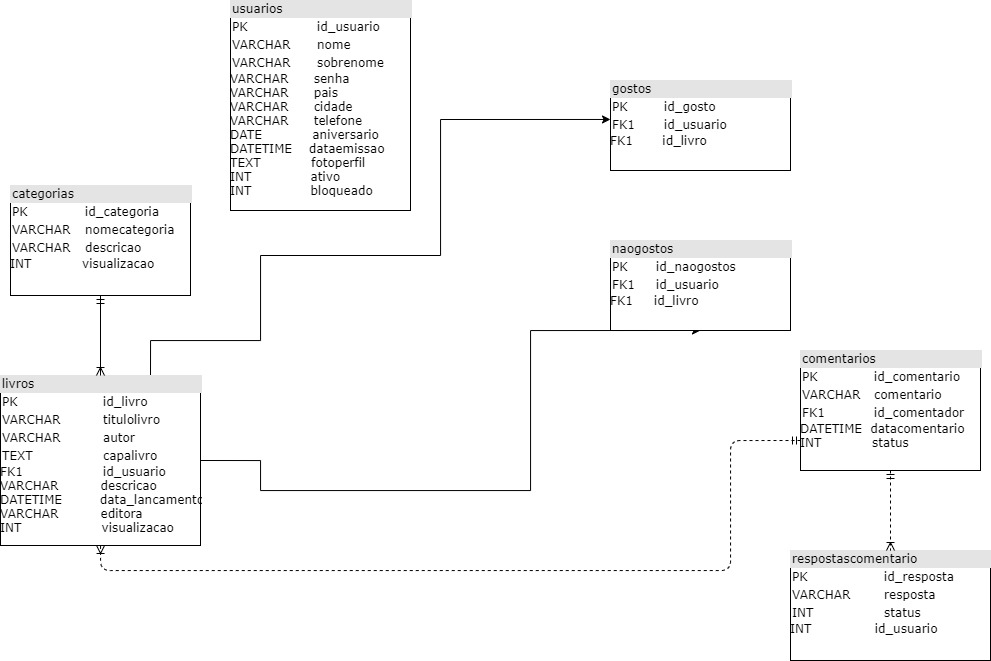 usuarios
PK id_usuario
VARCHAR nome
VARCHAR sobrenome
VARCHAR senha
VARCHAR pais
VARCHAR cidade
VARCHAR telefone
DATE aniversario
DATETIME dataemissao
TEXT fotoperfil
INT ativo
INT bloqueado
gostos
PK id_gosto
FK1 id_usuario
FK1 id_livro
categorias
PK id_categoria
VARCHAR nomecategoria
VARCHAR descricao
INT visualizacao
naogostos
PK id_naogostos
FK1 id_usuario
FK1 id_livro
comentarios
PK id_comentario
VARCHAR comentario
FK1 id_comentador
DATETIME datacomentario
INT status
livros
PK id_livro
VARCHAR titulolivro
VARCHAR autor
TEXT capalivro
FK1 id_usuario
VARCHAR descricao
DATETIME data_lancamento
VARCHAR editora
INT visualizacao
respostascomentario
PK id_resposta
VARCHAR resposta
INT status
INT id_usuario